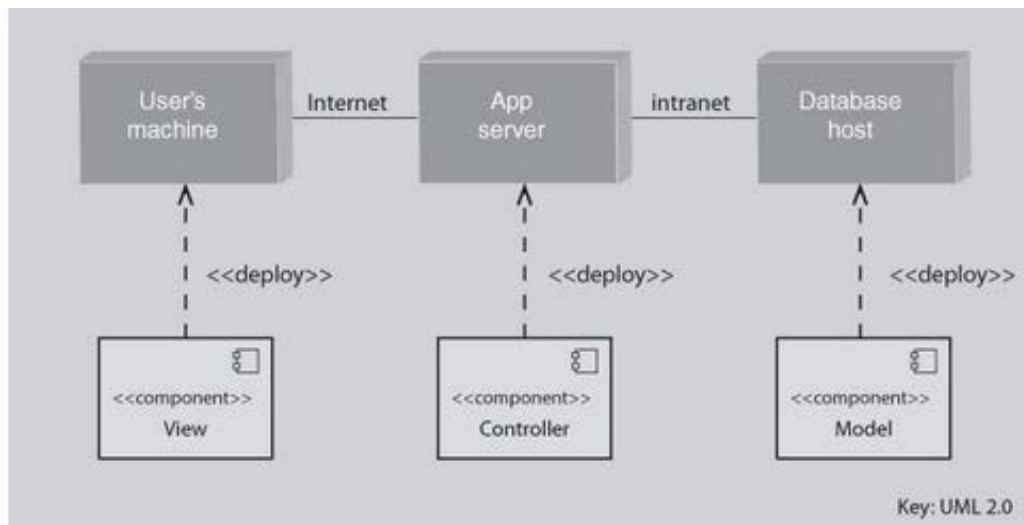 User's
machine
Internet
App
server
intranet
Database
host
<<deploy>>
<<deploy>>
<<deploy>>
<<component>>
View
<<component>>
Controller
<<component>>
Model
Key: UML 2.0